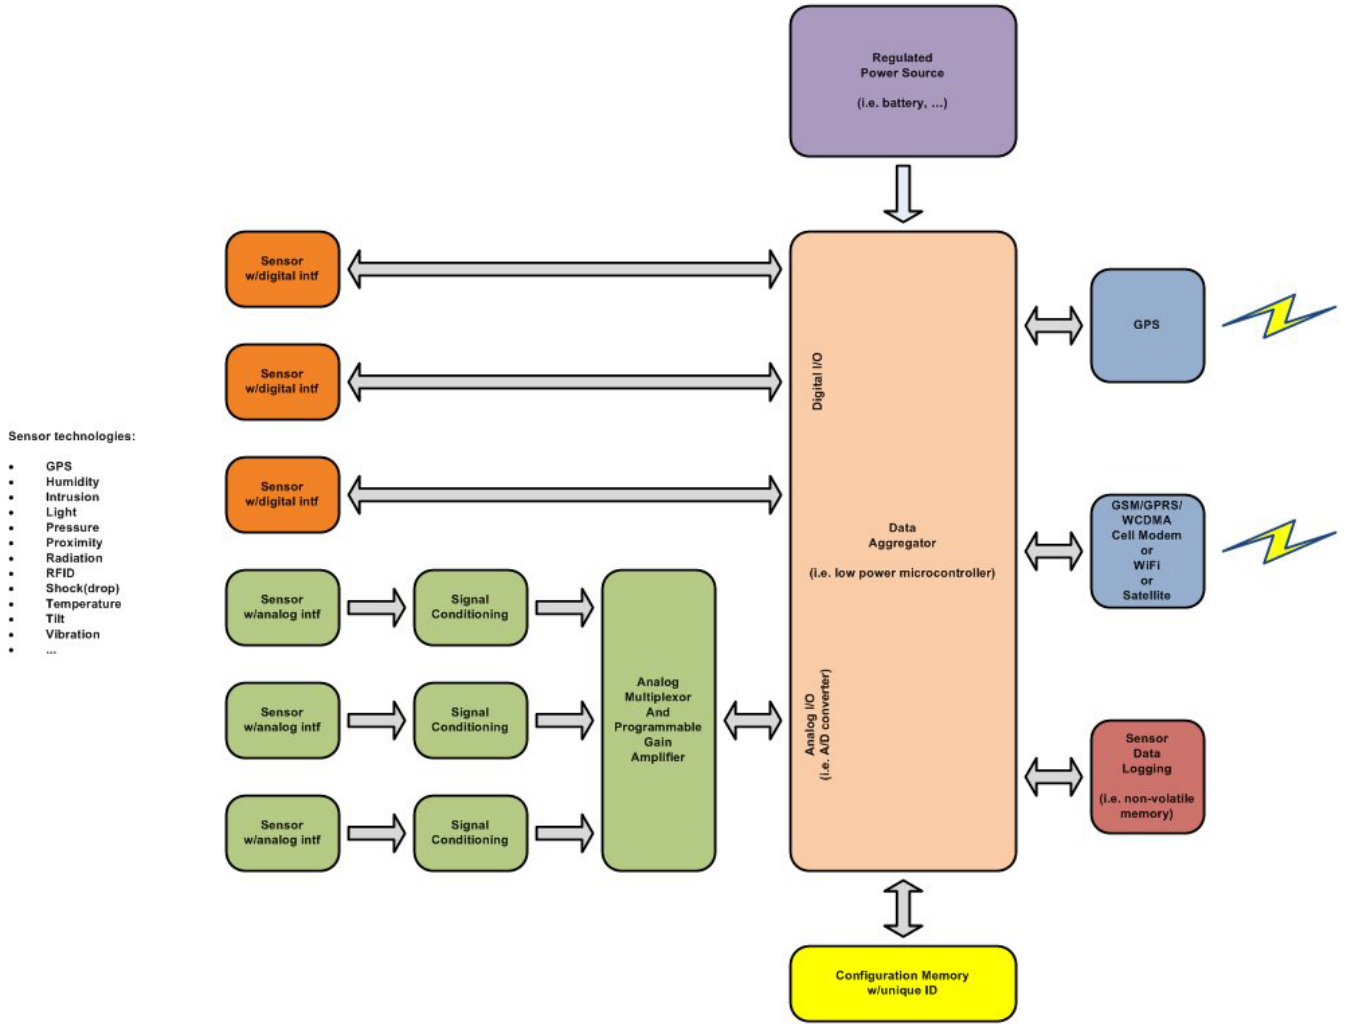 Regulated
Power Source
(i.e. battery, ...)
Sensor
w/digital intf
Sensor
w/digital intf
Sensor
w/digital intf
Digital I/O
GPS
Sensor technologies:
• GPS
• Humidity
• Intrusion
• Light
• Pressure
• Proximity
• Radiation
• RFID
• Shock(drop)
• Temperature
• Tilt
• Vibration
• ...
Data
Aggregator
(i.e. low power microcontroller)
GSM/GPRS/
WCDMA
Cell Modem
or
WiFi
or
Satellite
Sensor
w/analog intf
Signal
Conditioning
Sensor
w/analog intf
Signal
Conditioning
Sensor
w/analog intf
Signal
Conditioning
Analog
Multiplexor
And
Programmable
Gain
Amplifier
Analog I/O
(i.e. A/D converter)
Sensor
Data
Logging
(i.e. non-volatile
memory)
Configuration Memory
w/unique ID